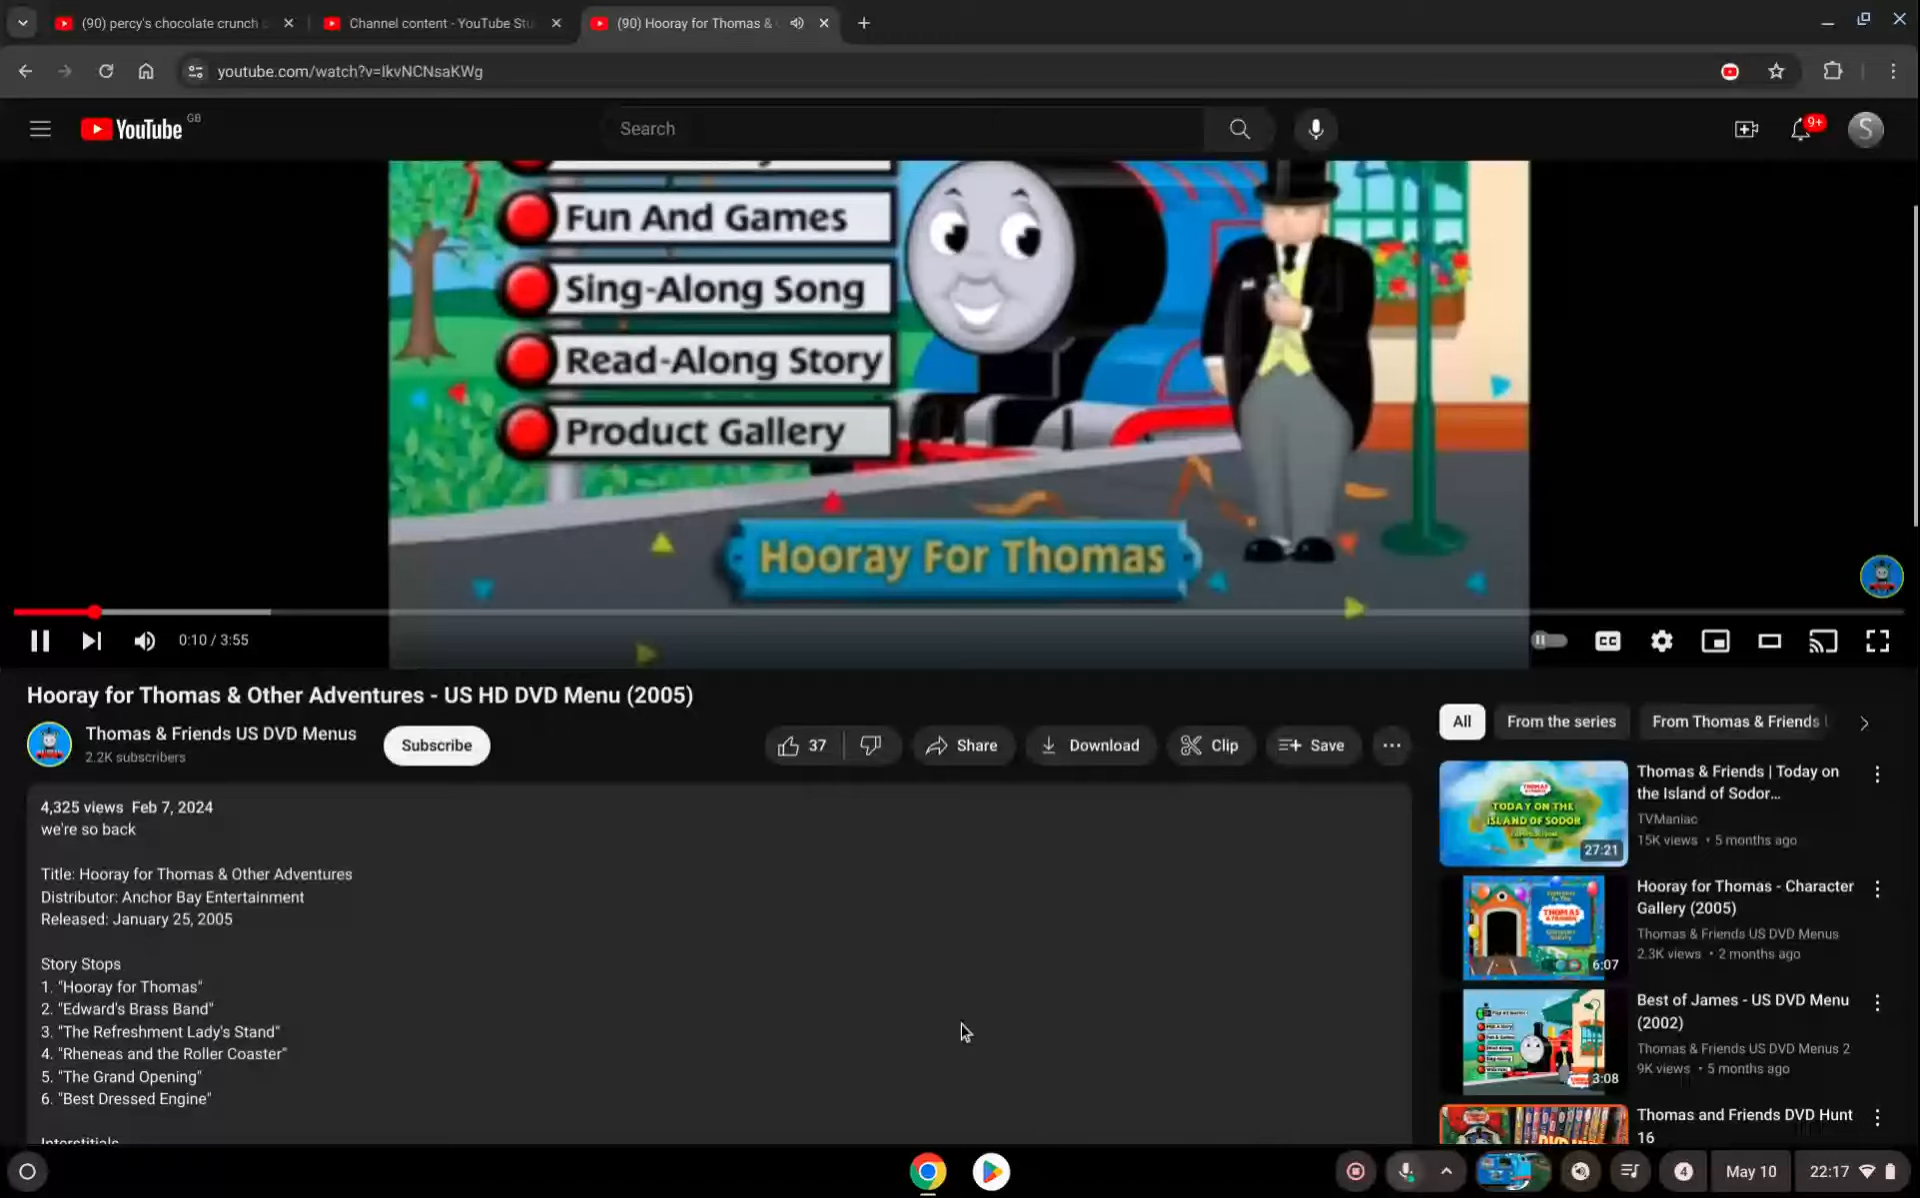 (90) percy's chocolate crunch
Channel content - YouTube Stu
(90) Hooray for Thomas &
youtube.com/watch?v=IkvNCNsaKWg
YouTube GB
Search
9+
S
Fun And Games
Sing-Along Song
Read-Along Story
Product Gallery
Hooray For Thomas
0:10 / 3:55
CC
Hooray for Thomas & Other Adventures - US HD DVD Menu (2005)
Thomas & Friends US DVD Menus
2.2K subscribers
Subscribe
37
Share
Download
Clip
Save
4,325 views Feb 7, 2024
we're so back
Title: Hooray for Thomas & Other Adventures
Distributor: Anchor Bay Entertainment
Released: January 25, 2005
Story Stops
1. "Hooray for Thomas"
2. "Edward's Brass Band"
3. "The Refreshment Lady's Stand"
4. "Rheneas and the Roller Coaster"
5. "The Grand Opening"
6. "Best Dressed Engine"
Interstitials
All
From the series
From Thomas & Friends
TODAY ON THE
ISLAND OF SODOR
27:21
Thomas & Friends | Today on
the Island of Sodor...
TVManiac
15K views • 5 months ago
THOMAS
6:07
Hooray for Thomas - Character
Gallery (2005)
Thomas & Friends US DVD Menus
2.3K views • 2 months ago
3:08
Best of James - US DVD Menu
(2002)
Thomas & Friends US DVD Menus 2
9K views • 5 months ago
Thomas and Friends DVD Hunt
16
4
May 10
22:17